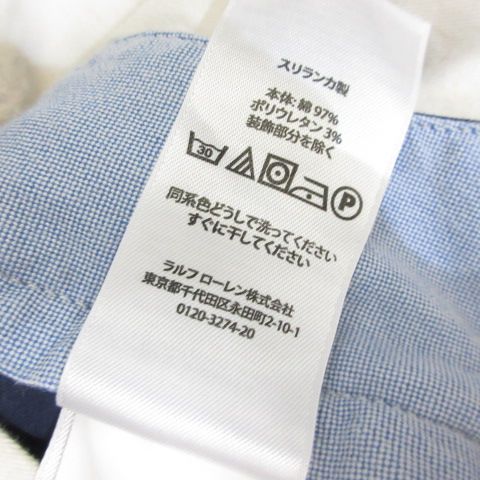 スリランカ製
本体: 綿 97%
ポリウレタン 3%
装飾部分を除く
30 P
同系色どうしで洗ってください
すぐに干してください
ラルフ ローレン株式会社
東京都千代田区永田町2-10-1
0120-3274-20